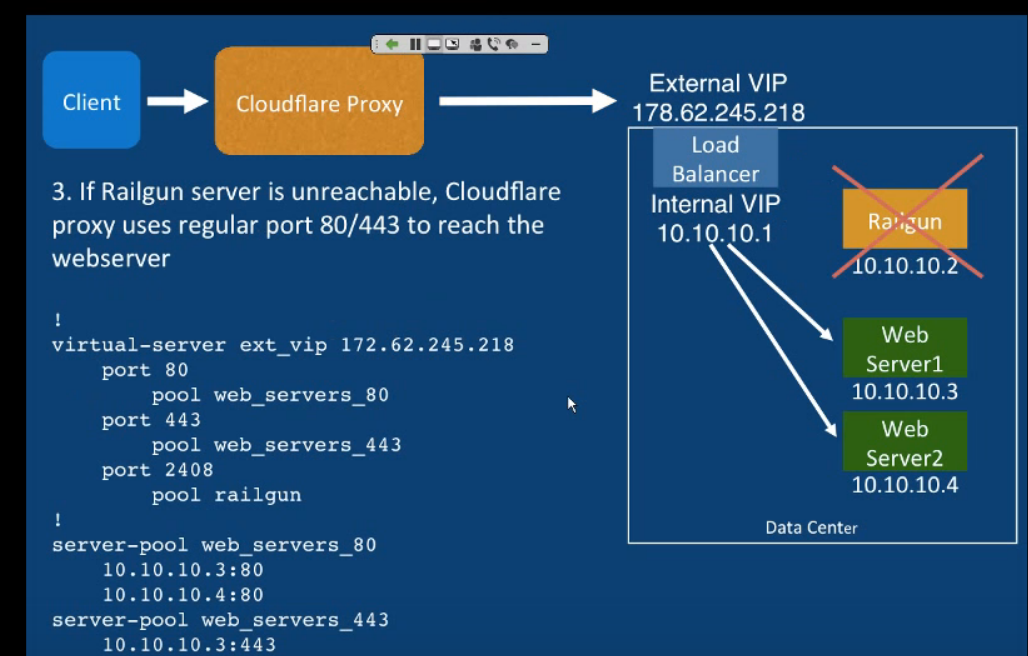 Client
Cloudflare Proxy
External VIP
178.62.245.218
Load
Balancer
Internal VIP
10.10.10.1
Railgun
10.10.10.2
Web
Server1
10.10.10.3
Web
Server2
10.10.10.4
Data Center
3. If Railgun server is unreachable, Cloudflare
proxy uses regular port 80/443 to reach the
webserver
!
virtual-server ext_vip 172.62.245.218
port 80
pool web_servers_80
port 443
pool web_servers_443
port 2408
pool railgun
!
server-pool web_servers_80
10.10.10.3:80
10.10.10.4:80
server-pool web_servers_443
10.10.10.3:443